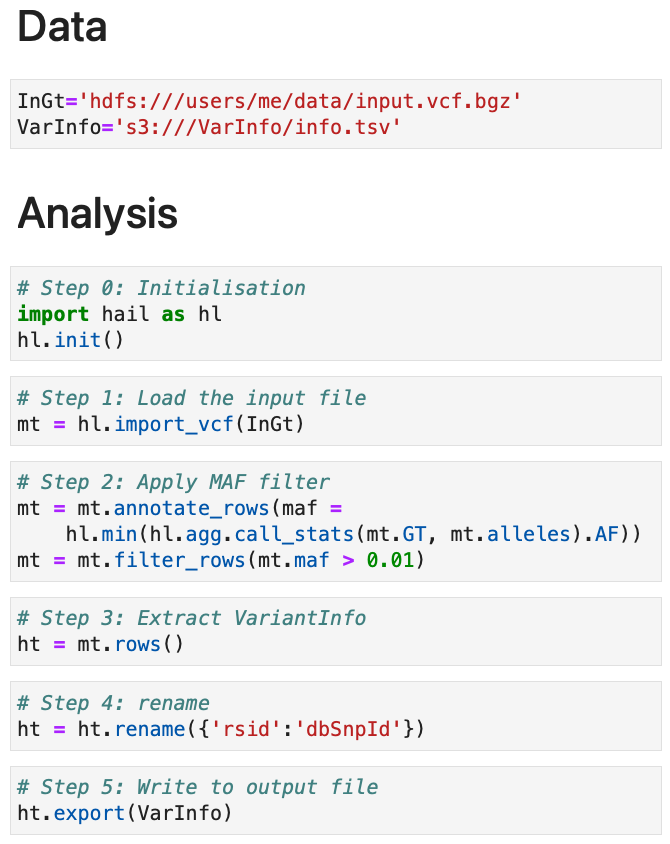 Data
InGt='hdfs:///users/me/data/input.vcf.bgz'
VarInfo='s3:///VarInfo/info.tsv'
Analysis
# Step 0: Initialisation
import hail as hl
hl.init()
# Step 1: Load the input file
mt = hl.import_vcf(InGt)
# Step 2: Apply MAF filter
mt = mt.annotate_rows(maf =
    hl.min(hl.agg.call_stats(mt.GT, mt.alleles).AF))
mt = mt.filter_rows(mt.maf > 0.01)
# Step 3: Extract VariantInfo
ht = mt.rows()
# Step 4: rename
ht = ht.rename({'rsid':'dbSnpId'})
# Step 5: Write to output file
ht.export(VarInfo)